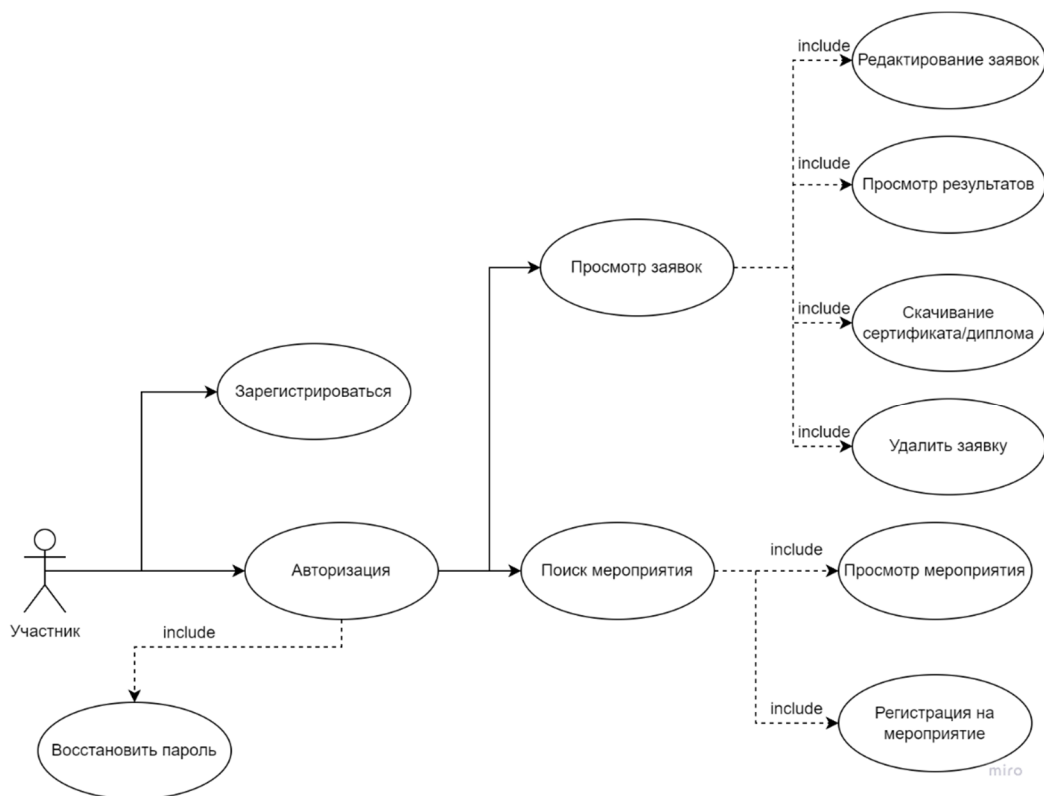 include
Редактирование заявок
include
Просмотр результатов
Просмотр заявок
include
Скачивание
сертификата/диплома
Зарегистрироваться
include
Удалить заявку
include
Авторизация
Поиск мероприятия
Просмотр мероприятия
Участник
include
include
Регистрация на
мероприятие
Восстановить пароль
miro